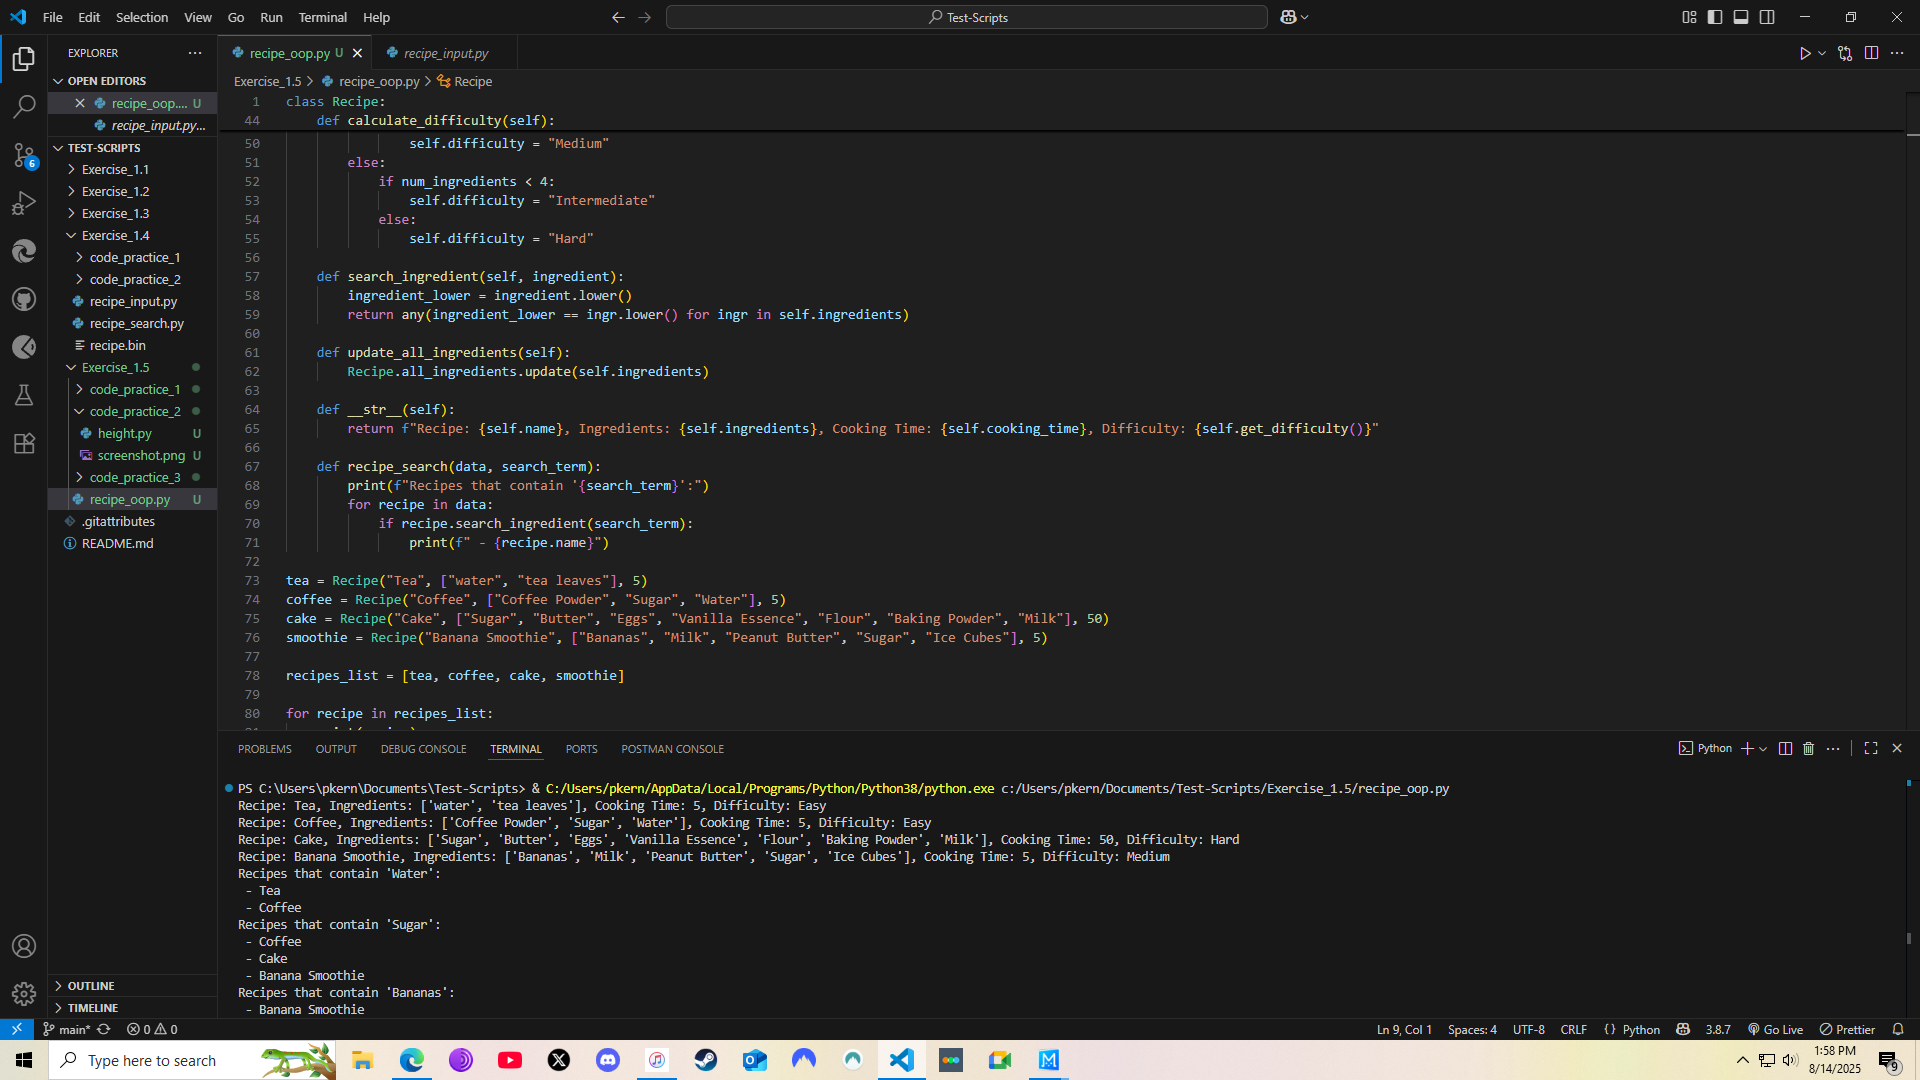 File Edit Selection View Go Run Terminal Help
Test-Scripts
EXPLORER
OPEN EDITORS
recipe_oop.... U
recipe_input.py...
TEST-SCRIPTS
Exercise_1.1
Exercise_1.2
Exercise_1.3
Exercise_1.4
code_practice_1
code_practice_2
recipe_input.py
recipe_search.py
recipe.bin
Exercise_1.5
code_practice_1
code_practice_2
height.py U
screenshot.png U
code_practice_3
recipe_oop.py U
.gitattributes
README.md
OUTLINE
TIMELINE
recipe_oop.py U recipe_input.py
Exercise_1.5 > recipe_oop.py > Recipe
1 class Recipe:
44 def calculate_difficulty(self):
50 self.difficulty = "Medium"
51 else:
52 if num_ingredients < 4:
53 self.difficulty = "Intermediate"
54 else:
55 self.difficulty = "Hard"
56
57 def search_ingredient(self, ingredient):
58 ingredient_lower = ingredient.lower()
59 return any(ingredient_lower == ingr.lower() for ingr in self.ingredients)
60
61 def update_all_ingredients(self):
62 Recipe.all_ingredients.update(self.ingredients)
63
64 def __str__(self):
65 return f"Recipe: {self.name}, Ingredients: {self.ingredients}, Cooking Time: {self.cooking_time}, Difficulty: {self.get_difficulty()}"
66
67 def recipe_search(data, search_term):
68 print(f"Recipes that contain '{search_term}':")
69 for recipe in data:
70 if recipe.search_ingredient(search_term):
71 print(f" - {recipe.name}")
72
73 tea = Recipe("Tea", ["water", "tea leaves"], 5)
74 coffee = Recipe("Coffee", ["Coffee Powder", "Sugar", "Water"], 5)
75 cake = Recipe("Cake", ["Sugar", "Butter", "Eggs", "Vanilla Essence", "Flour", "Baking Powder", "Milk"], 50)
76 smoothie = Recipe("Banana Smoothie", ["Bananas", "Milk", "Peanut Butter", "Sugar", "Ice Cubes"], 5)
77
78 recipes_list = [tea, coffee, cake, smoothie]
79
80 for recipe in recipes_list:
PROBLEMS OUTPUT DEBUG CONSOLE TERMINAL PORTS POSTMAN CONSOLE
Python
PS C:\Users\pkern\Documents\Test-Scripts> & C:/Users/pkern/AppData/Local/Programs/Python/Python38/python.exe c:/Users/pkern/Documents/Test-Scripts/Exercise_1.5/recipe_oop.py
Recipe: Tea, Ingredients: ['water', 'tea leaves'], Cooking Time: 5, Difficulty: Easy
Recipe: Coffee, Ingredients: ['Coffee Powder', 'Sugar', 'Water'], Cooking Time: 5, Difficulty: Easy
Recipe: Cake, Ingredients: ['Sugar', 'Butter', 'Eggs', 'Vanilla Essence', 'Flour', 'Baking Powder', 'Milk'], Cooking Time: 50, Difficulty: Hard
Recipe: Banana Smoothie, Ingredients: ['Bananas', 'Milk', 'Peanut Butter', 'Sugar', 'Ice Cubes'], Cooking Time: 5, Difficulty: Medium
Recipes that contain 'Water':
- Tea
- Coffee
Recipes that contain 'Sugar':
- Coffee
- Cake
- Banana Smoothie
Recipes that contain 'Bananas':
- Banana Smoothie
6
main* 0 0
Ln 9, Col 1 Spaces: 4 UTF-8 CRLF {} Python 3.8.7 Go Live Prettier
Type here to search
1:58 PM
8/14/2025
9